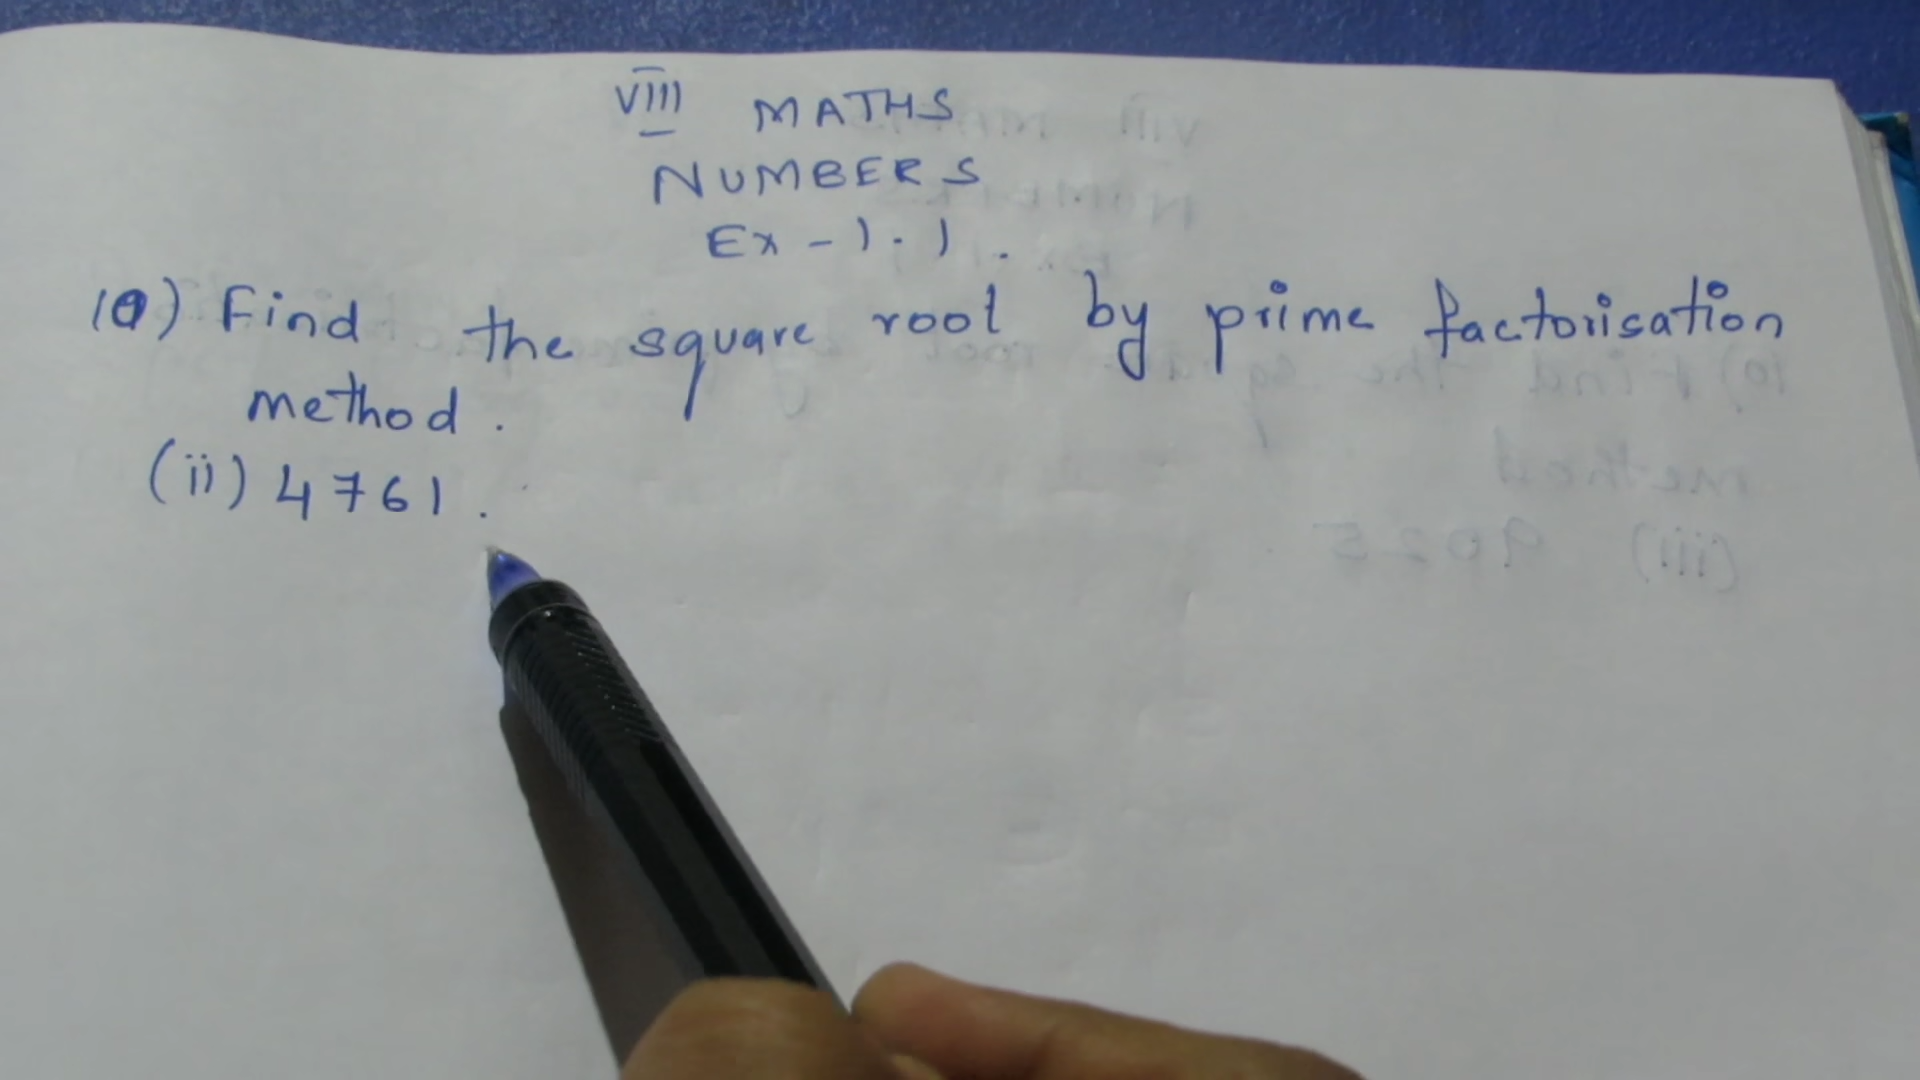 VIII MATHS
NUMBERS
Ex - 1.1.
10) Find the square root by prime factorisation
method.
(ii) 4761.